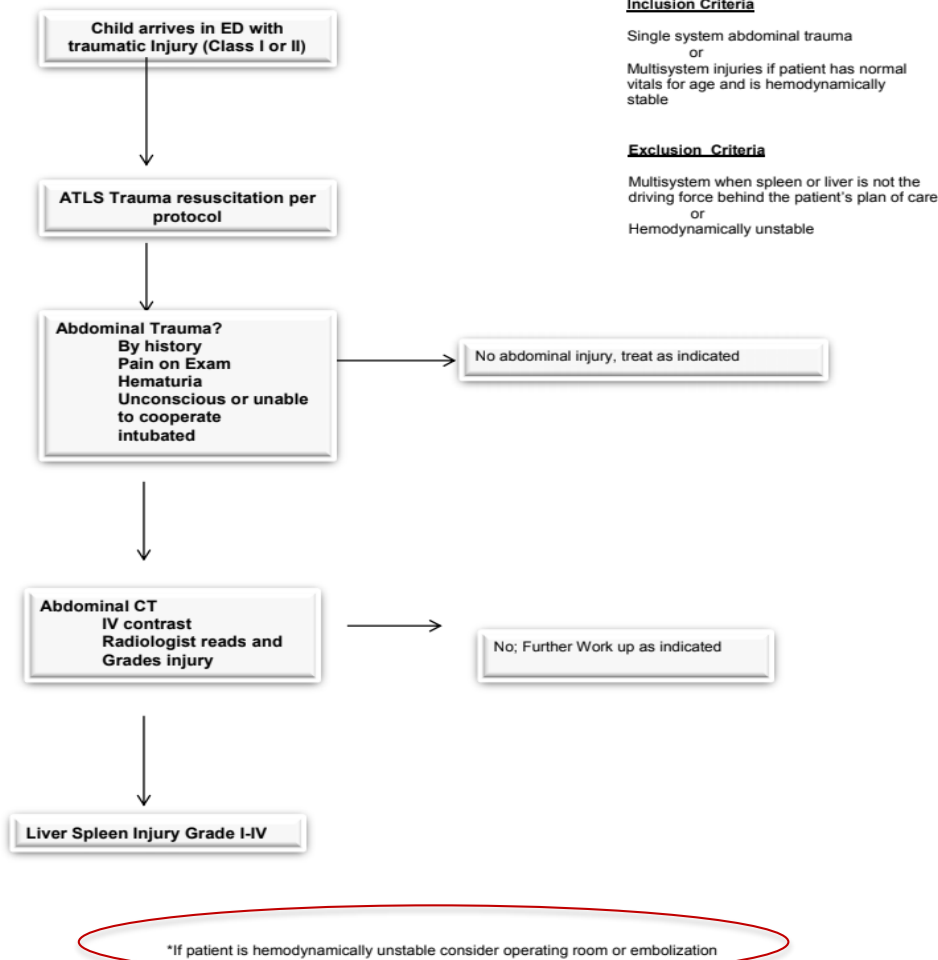 Child arrives in ED with
traumatic Injury (Class I or II)
ATLS Trauma resuscitation per
protocol
Abdominal Trauma?
By history
Pain on Exam
Hematuria
Unconscious or unable
to cooperate
intubated
No abdominal injury, treat as indicated
Abdominal CT
IV contrast
Radiologist reads and
Grades injury
No; Further Work up as indicated
Liver Spleen Injury Grade I-IV
*If patient is hemodynamically unstable consider operating room or embolization
Inclusion Criteria
Single system abdominal trauma
or
Multisystem injuries if patient has normal
vitals for age and is hemodynamically
stable
Exclusion Criteria
Multisystem when spleen or liver is not the
driving force behind the patient's plan of care
or
Hemodynamically unstable